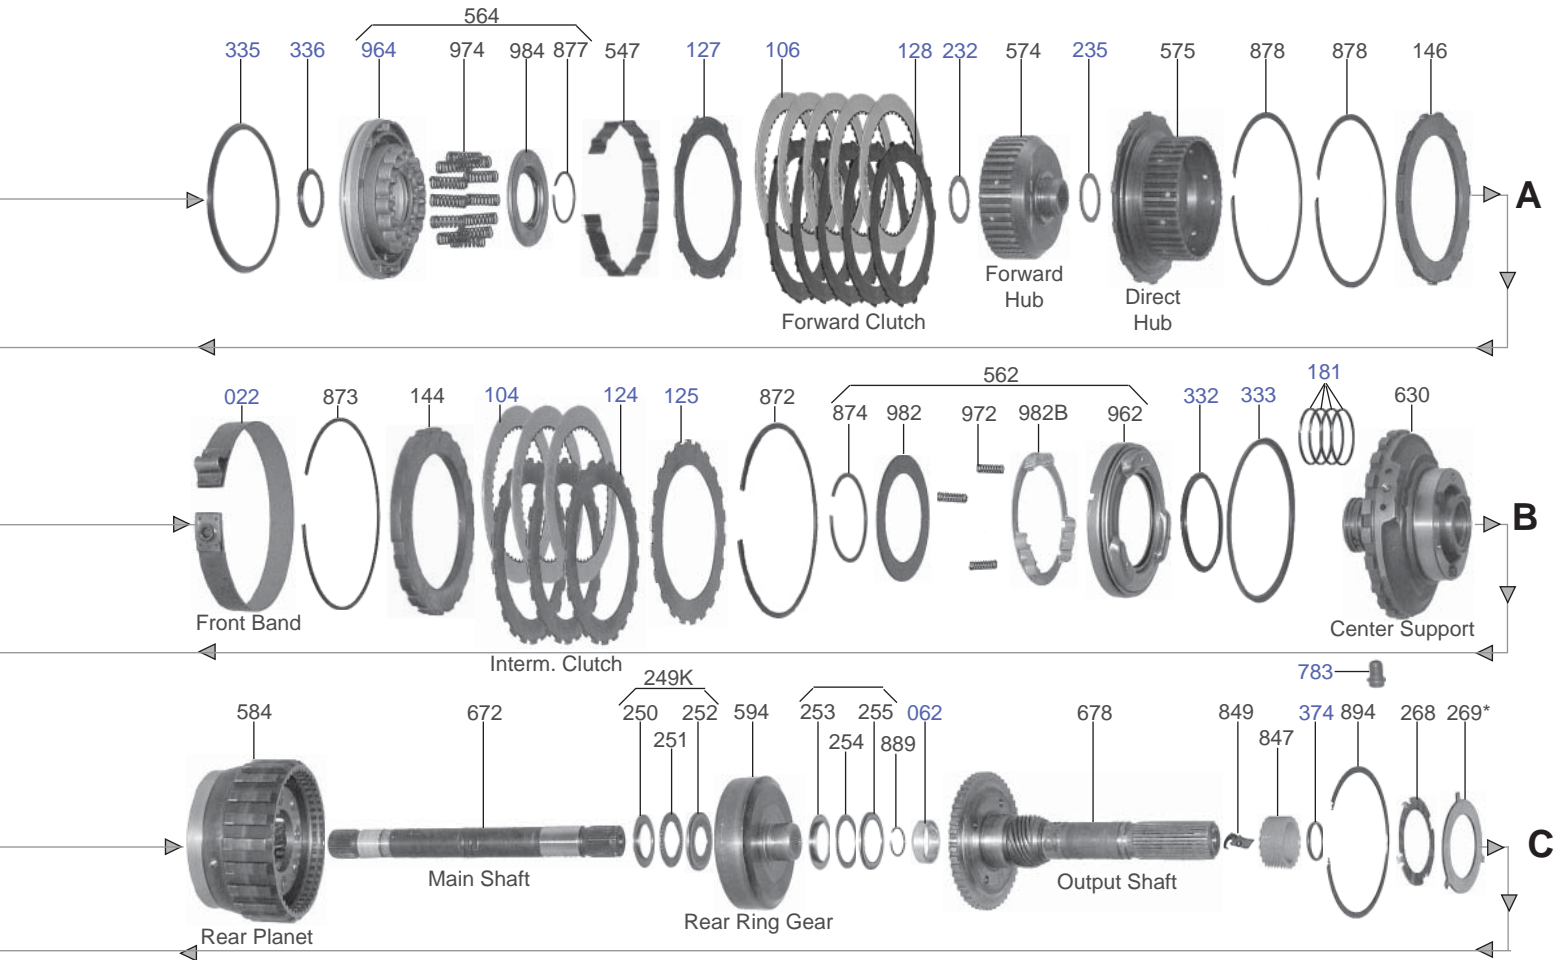 564
335 336 964 974 984 877 547 127 106 128 232 574 235 575 878 878 146
A
Forward
Hub
Direct
Hub
Forward Clutch
562
181
022 873 144 104 124 125 872 874 982 972 982B 962 332 333 630
B
Front Band
Center Support
Interm. Clutch
783
249K
584 672 250 252 594 253 255 062 678 849 374 894 268 269*
251 254 889 847
C
Main Shaft
Output Shaft
Rear Ring Gear
Rear Planet